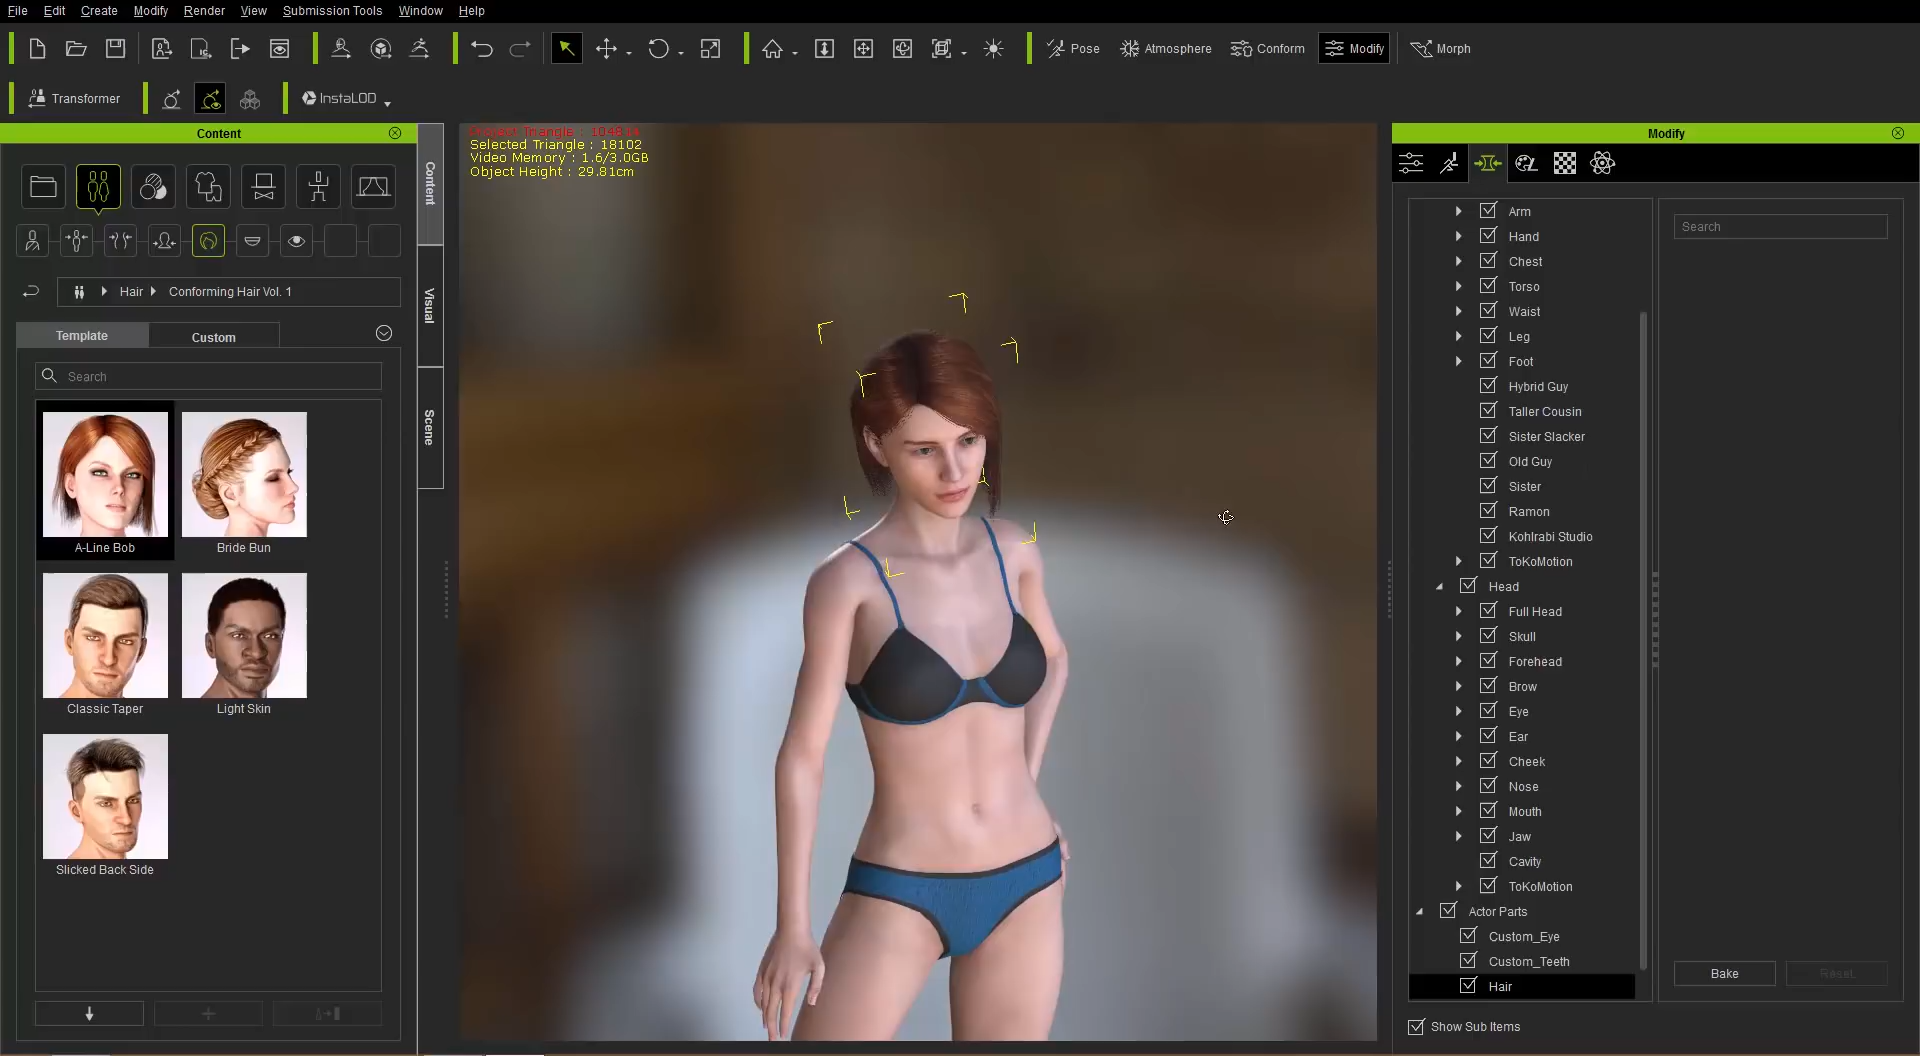 File Edit Create Modify Render View Submission Tools Window Help
Pose Atmosphere Conform Modify Morph
Transformer InstaLOD
Content
Content
Visual
Scene
Hair Conforming Hair Vol. 1
Template Custom
Search
A-Line Bob Bride Bun
Classic Taper Light Skin
Slicked Back Side
Project Triangle :
Selected Triangle : 18102
Video Memory : 1.6/3.0GB
Object Height : 29.81cm
Modify
Search
Arm
Hand
Chest
Torso
Waist
Leg
Foot
Hybrid Guy
Taller Cousin
Sister Slacker
Old Guy
Sister
Ramon
Kohlrabi Studio
ToKoMotion
Head
Full Head
Skull
Forehead
Brow
Eye
Ear
Cheek
Nose
Mouth
Jaw
Cavity
ToKoMotion
Actor Parts
Custom_Eye
Custom_Teeth
Hair
Bake Reset
Show Sub Items